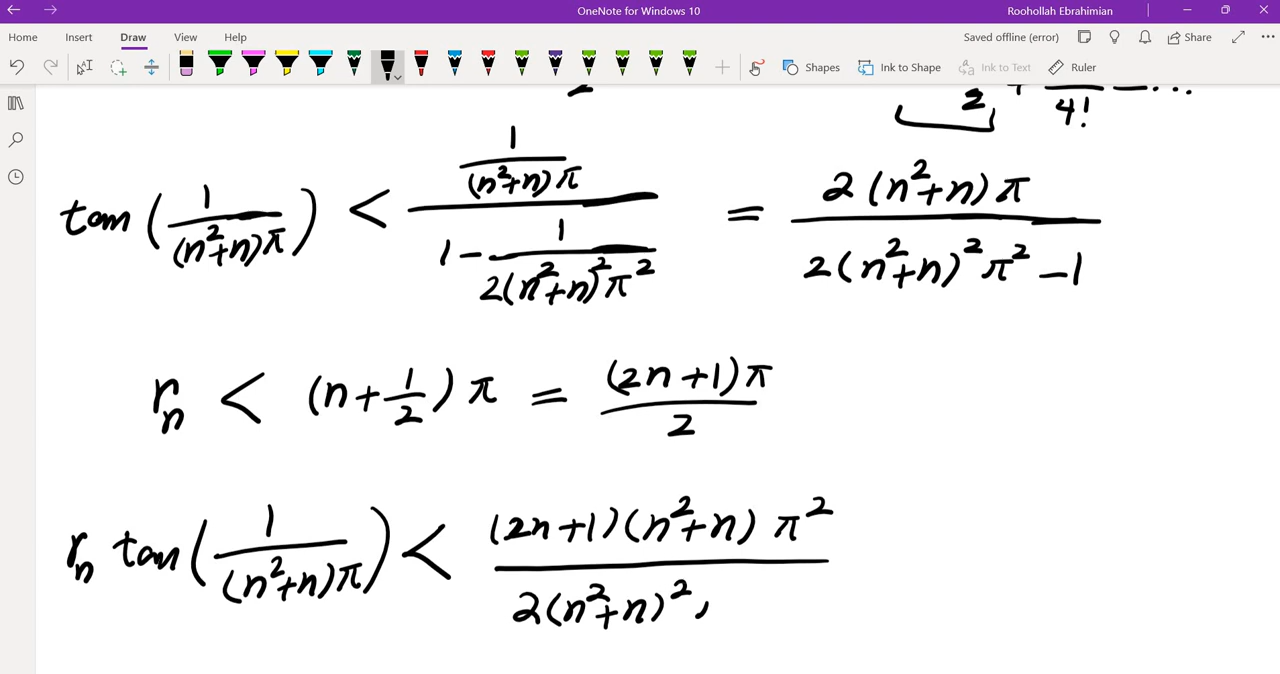 OneNote for Windows 10
Roohollah Ebrahimian
Home Insert Draw View Help
Saved offline (error) Share
Shapes Ink to Shape Ink to Text Ruler
2 + 4! - ...
tan(1/((n²+n)π)) < (1/((n²+n)π))/(1 - 1/(2(n²+n)²π²)) = (2(n²+n)π)/(2(n²+n)²π² - 1)
rₙ < (n + 1/2)π = ((2n+1)π)/2
rₙ tan(1/((n²+n)π)) < ((2n+1)(n²+n)π²)/(2(n²+n)²